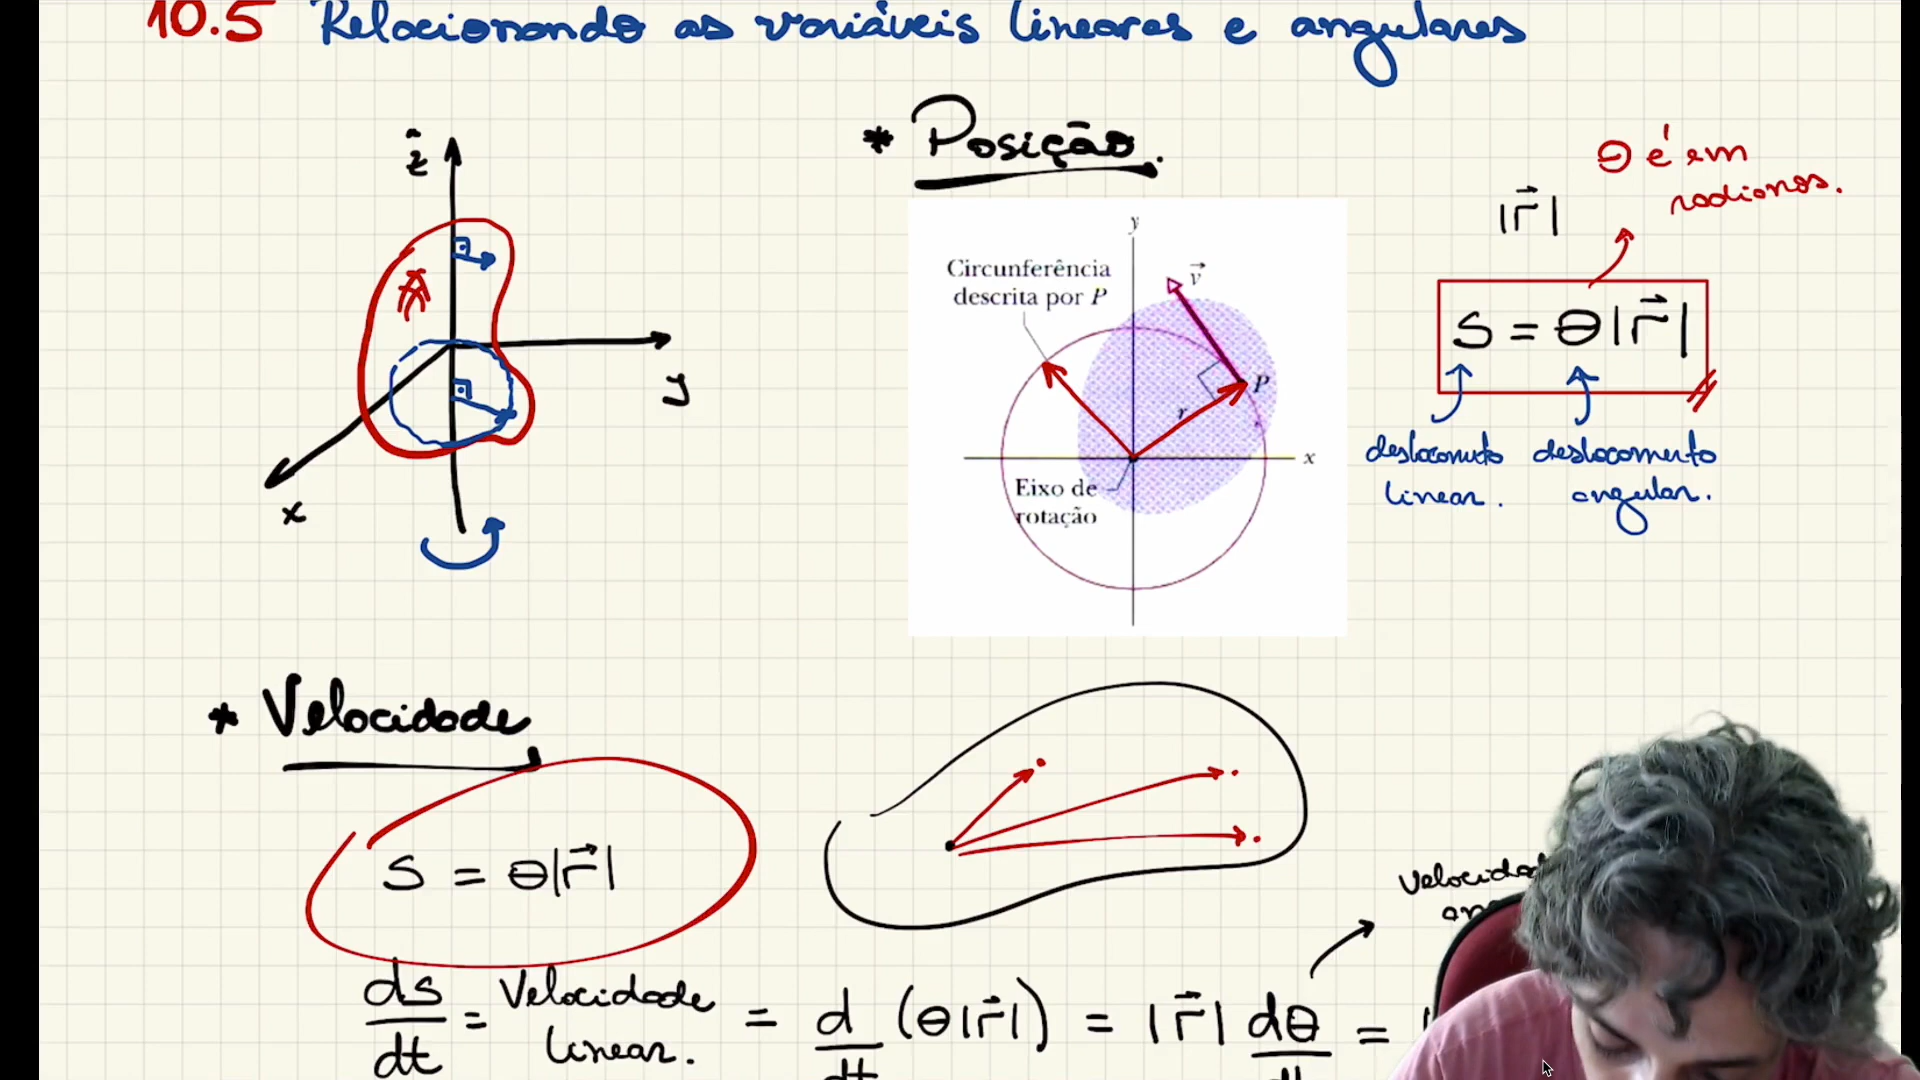 10.5 Relacionando as variáveis lineares e angulares
ẑ
y
x
* Posição.
y
Circunferência
descrita por P
v
P
r
x
Eixo de
rotação
θ é em
radianos.
|r⃗|
S = θ|r⃗|
deslocamento
linear.
deslocamento
angular.
* Velocidade
S = θ|r⃗|
ds/dt = Velocidade linear. = d/dt (θ|r⃗|) = |r⃗| dθ/dt =